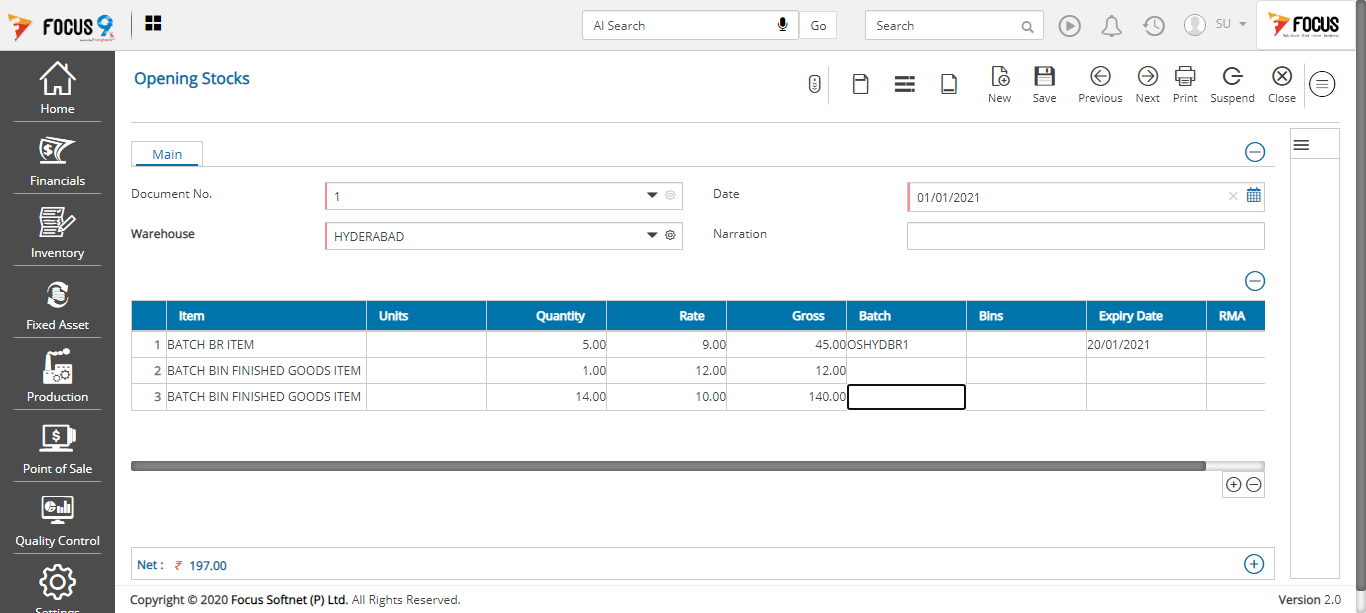 FOCUS 9
AI Search
Go
Search
SU
FOCUS
Home
Financials
Inventory
Fixed Asset
Production
Point of Sale
Quality Control
Settings
Opening Stocks
New Save Previous Next Print Suspend Close
Main
Document No. 1 Date 01/01/2021
Warehouse HYDERABAD Narration
Item Units Quantity Rate Gross Batch Bins Expiry Date RMA
1 BATCH BR ITEM 5.00 9.00 45.00 OSHYDBR1 20/01/2021
2 BATCH BIN FINISHED GOODS ITEM 1.00 12.00 12.00
3 BATCH BIN FINISHED GOODS ITEM 14.00 10.00 140.00
Net : ₹ 197.00
Copyright © 2020 Focus Softnet (P) Ltd. All Rights Reserved.
Version 2.0